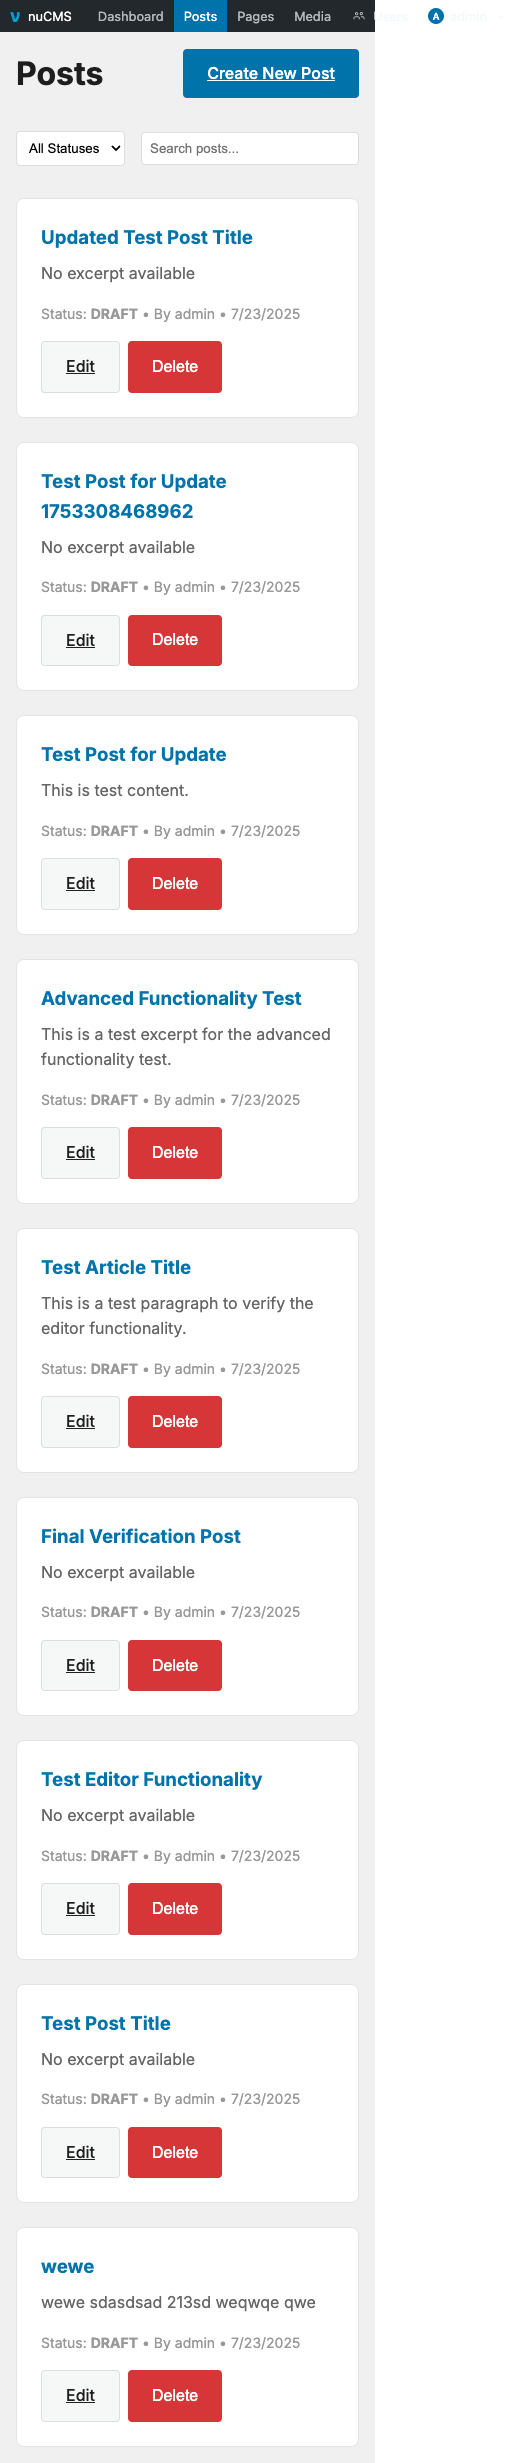 nuCMS Dashboard Posts Pages Media Users A admin
Posts
Create New Post
All Statuses
Search posts...
Updated Test Post Title
No excerpt available
Status: DRAFT • By admin • 7/23/2025
Edit Delete
Test Post for Update
1753308468962
No excerpt available
Status: DRAFT • By admin • 7/23/2025
Edit Delete
Test Post for Update
This is test content.
Status: DRAFT • By admin • 7/23/2025
Edit Delete
Advanced Functionality Test
This is a test excerpt for the advanced
functionality test.
Status: DRAFT • By admin • 7/23/2025
Edit Delete
Test Article Title
This is a test paragraph to verify the
editor functionality.
Status: DRAFT • By admin • 7/23/2025
Edit Delete
Final Verification Post
No excerpt available
Status: DRAFT • By admin • 7/23/2025
Edit Delete
Test Editor Functionality
No excerpt available
Status: DRAFT • By admin • 7/23/2025
Edit Delete
Test Post Title
No excerpt available
Status: DRAFT • By admin • 7/23/2025
Edit Delete
wewe
wewe sdasdsad 213sd weqwqe qwe
Status: DRAFT • By admin • 7/23/2025
Edit Delete